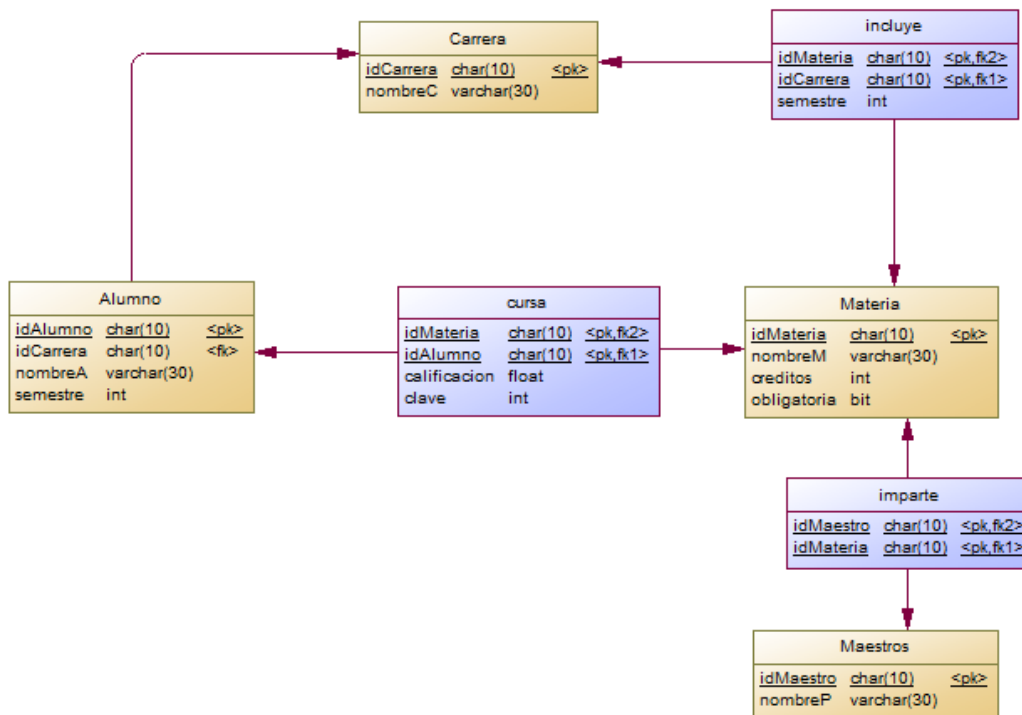 Carrera
idCarrera char(10) <pk>
nombreC varchar(30)
incluye
idMateria char(10) <pk,fk2>
idCarrera char(10) <pk,fk1>
semestre int
Alumno
idAlumno char(10) <pk>
idCarrera char(10) <fk>
nombreA varchar(30)
semestre int
cursa
idMateria char(10) <pk,fk2>
idAlumno char(10) <pk,fk1>
calificacion float
clave int
Materia
idMateria char(10) <pk>
nombreM varchar(30)
creditos int
obligatoria bit
imparte
idMaestro char(10) <pk,fk2>
idMateria char(10) <pk,fk1>
Maestros
idMaestro char(10) <pk>
nombreP varchar(30)